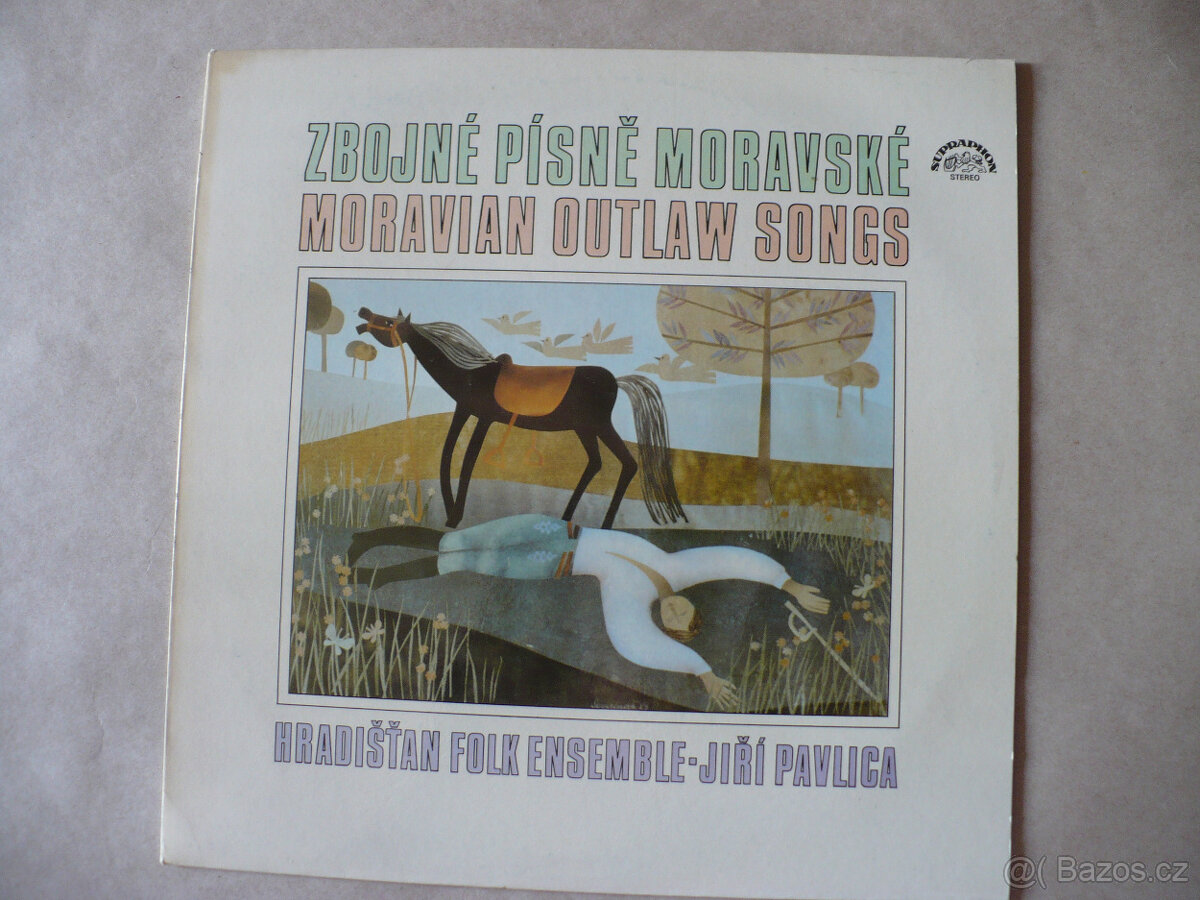 ZBOJNÉ PÍSNĚ MORAVSKÉ
SUPRAPHON
STEREO
MORAVIAN OUTLAW SONGS
HRADIŠŤAN FOLK ENSEMBLE·JIŘÍ PAVLICA
@( Bazos.cz